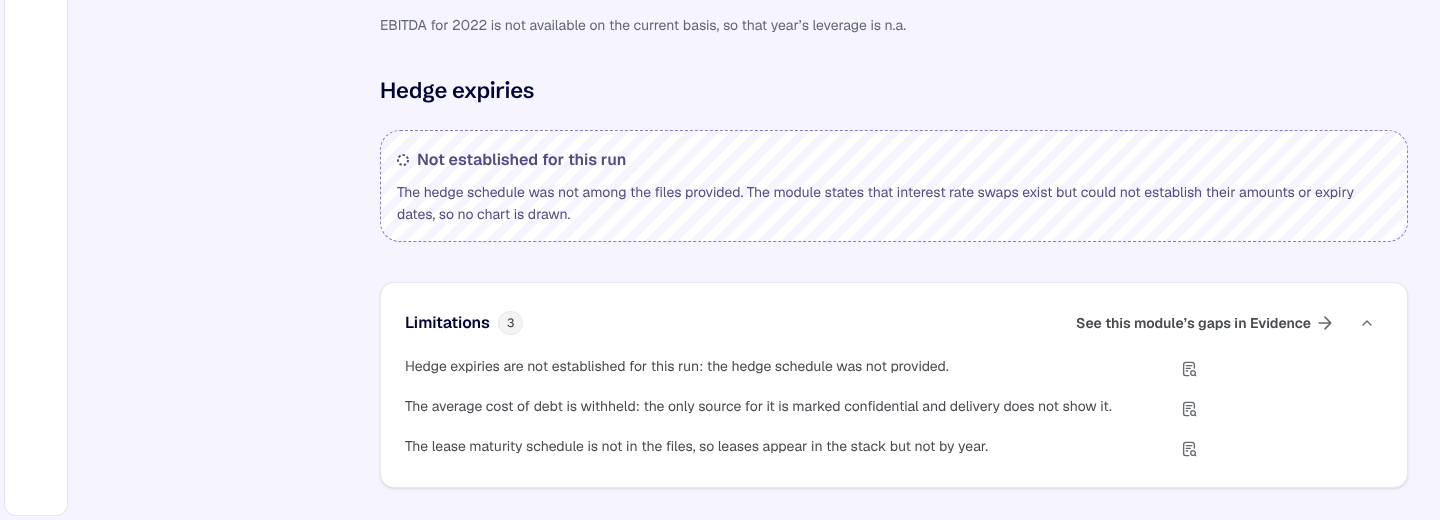 EBITDA for 2022 is not available on the current basis, so that year’s leverage is n.a.
Hedge expiries
Not established for this run
The hedge schedule was not among the files provided. The module states that interest rate swaps exist but could not establish their amounts or expiry
dates, so no chart is drawn.
Limitations 3
See this module’s gaps in Evidence
Hedge expiries are not established for this run: the hedge schedule was not provided.
The average cost of debt is withheld: the only source for it is marked confidential and delivery does not show it.
The lease maturity schedule is not in the files, so leases appear in the stack but not by year.